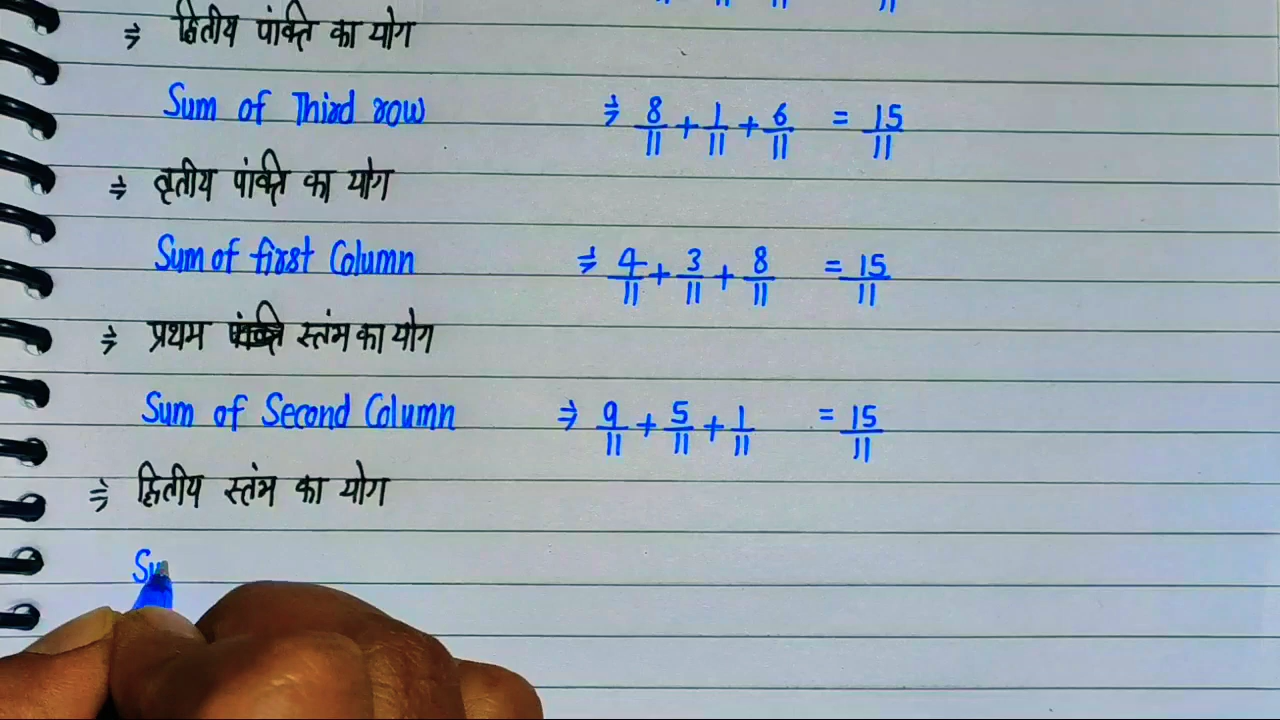 ⇒ द्वितीय पंक्ति का योग
Sum of Third row ⇒ 8/11 + 1/11 + 6/11 = 15/11
⇒ तृतीय पंक्ति का योग
Sum of first Column ⇒ 4/11 + 3/11 + 8/11 = 15/11
⇒ प्रथम स्तंभ का योग
Sum of Second Column ⇒ 9/11 + 5/11 + 1/11 = 15/11
⇒ द्वितीय स्तंभ का योग
Su